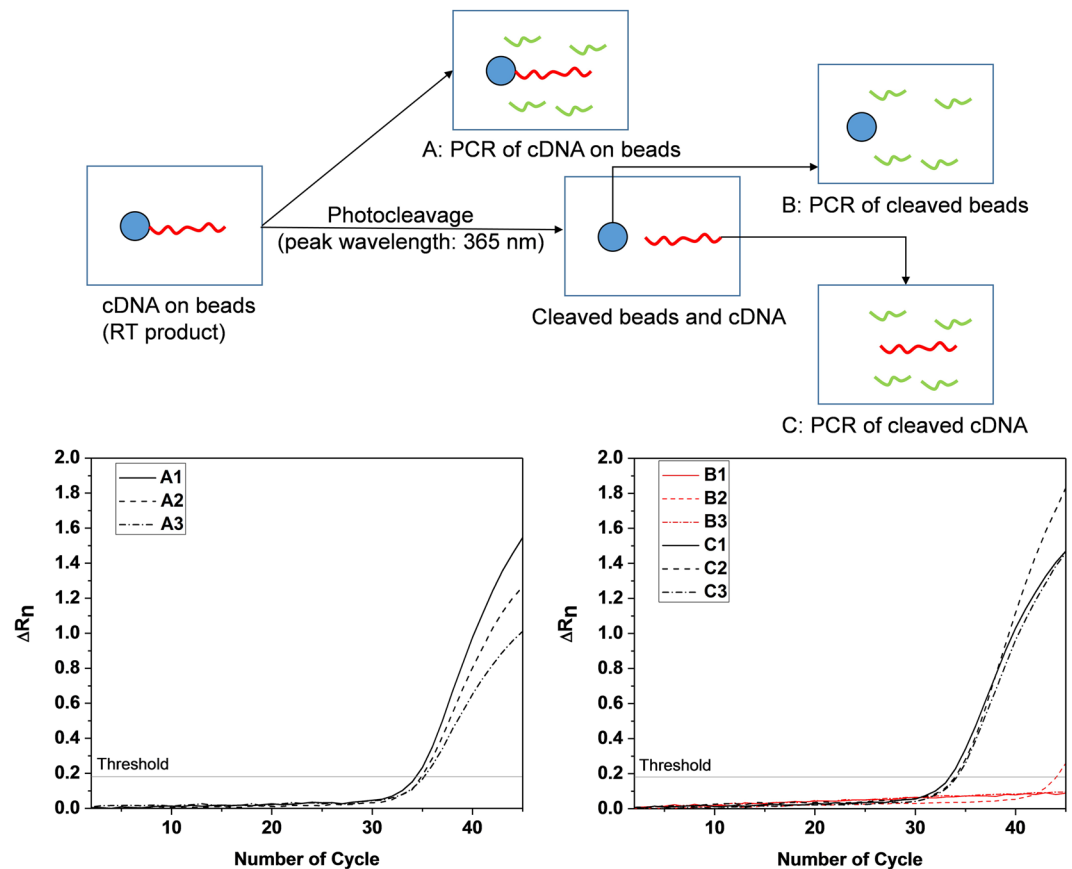 A: PCR of cDNA on beads
Photocleavage
(peak wavelength: 365 nm)
B: PCR of cleaved beads
cDNA on beads
(RT product)
Cleaved beads and cDNA
C: PCR of cleaved cDNA
2.0
1.8
1.6
1.4
1.2
1.0
0.8
0.6
0.4
0.2
0.0
ΔRn
A1
A2
A3
Threshold
10
20
30
40
Number of Cycle
2.0
1.8
1.6
1.4
1.2
1.0
0.8
0.6
0.4
0.2
0.0
ΔRn
B1
B2
B3
C1
C2
C3
Threshold
10
20
30
40
Number of Cycle